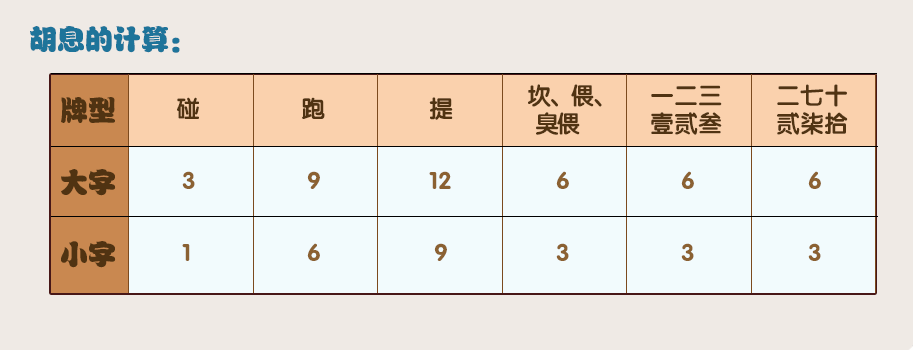 胡息的计算：
牌型 碰 跑 提 坎、偎、臭偎 一二三 壹贰叁 二七十 贰柒拾
大字 3 9 12 6 6 6
小字 1 6 9 3 3 3